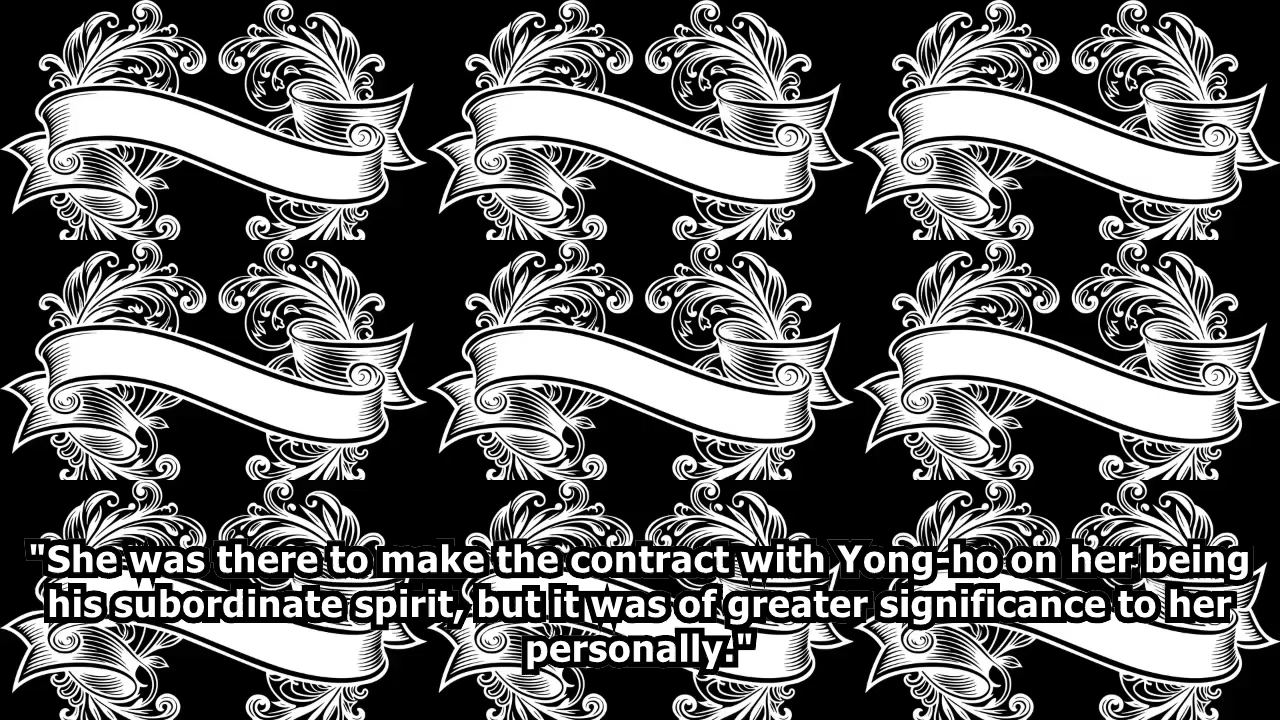 "She was there to make the contract with Yong-ho on her being
his subordinate spirit, but it was of greater significance to her
personally."